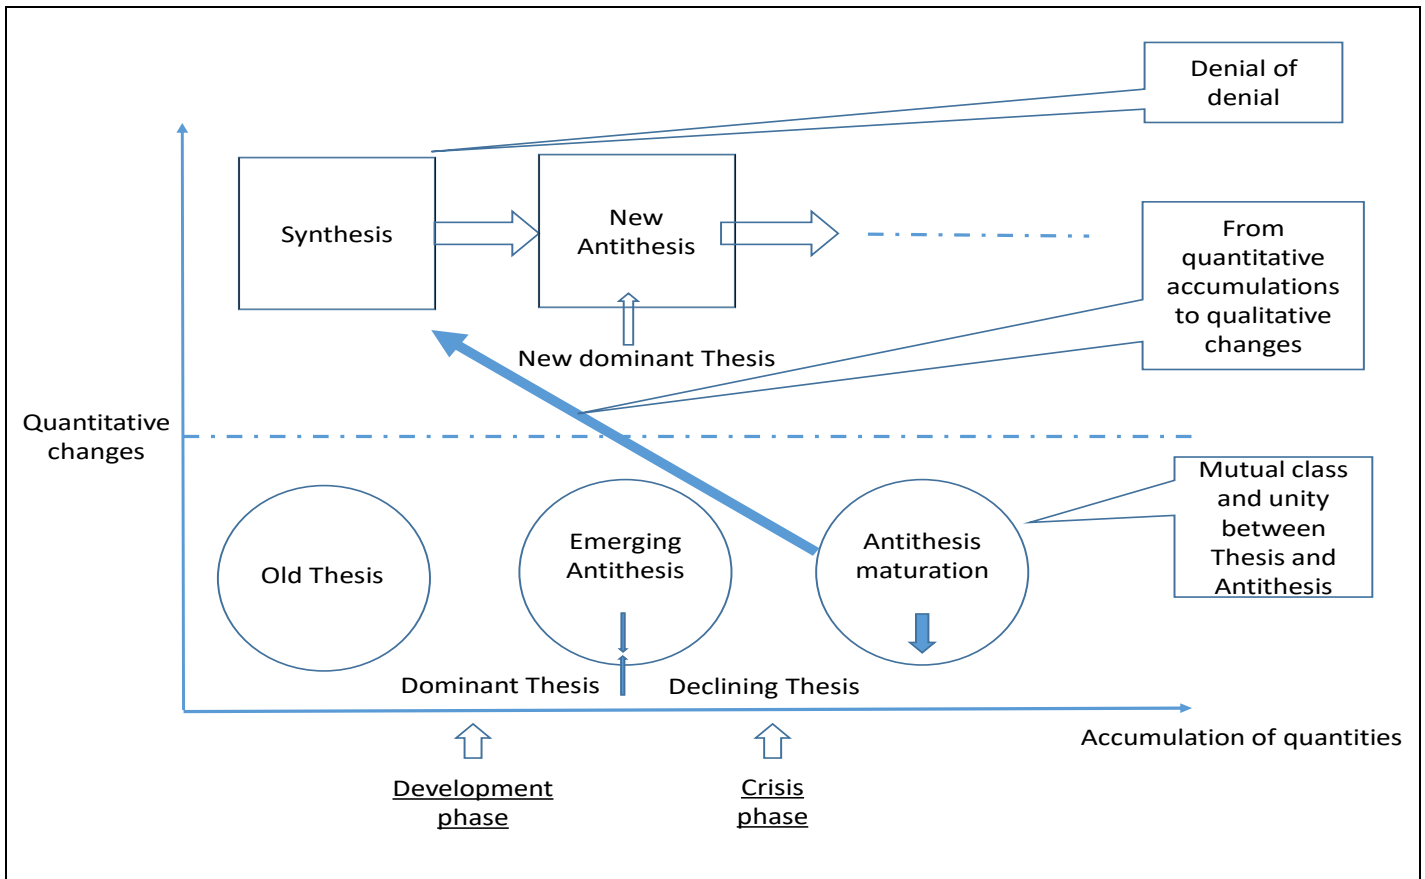 Denial of
denial
Synthesis
New
Antithesis
From
quantitative
accumulations
to qualitative
changes
New dominant Thesis
Quantitative
changes
Mutual class
and unity
between
Thesis and
Antithesis
Old Thesis
Emerging
Antithesis
Antithesis
maturation
Dominant Thesis
Declining Thesis
Accumulation of quantities
Development
phase
Crisis
phase